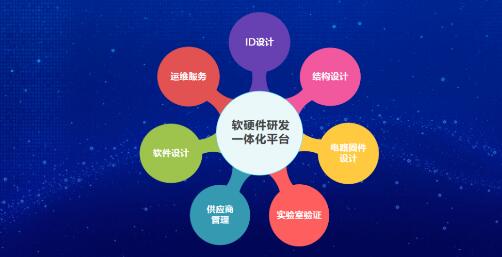 ID设计
运维服务
结构设计
软硬件研发
一体化平台
软件设计
电路固件
设计
供应商
管理
实验室验证